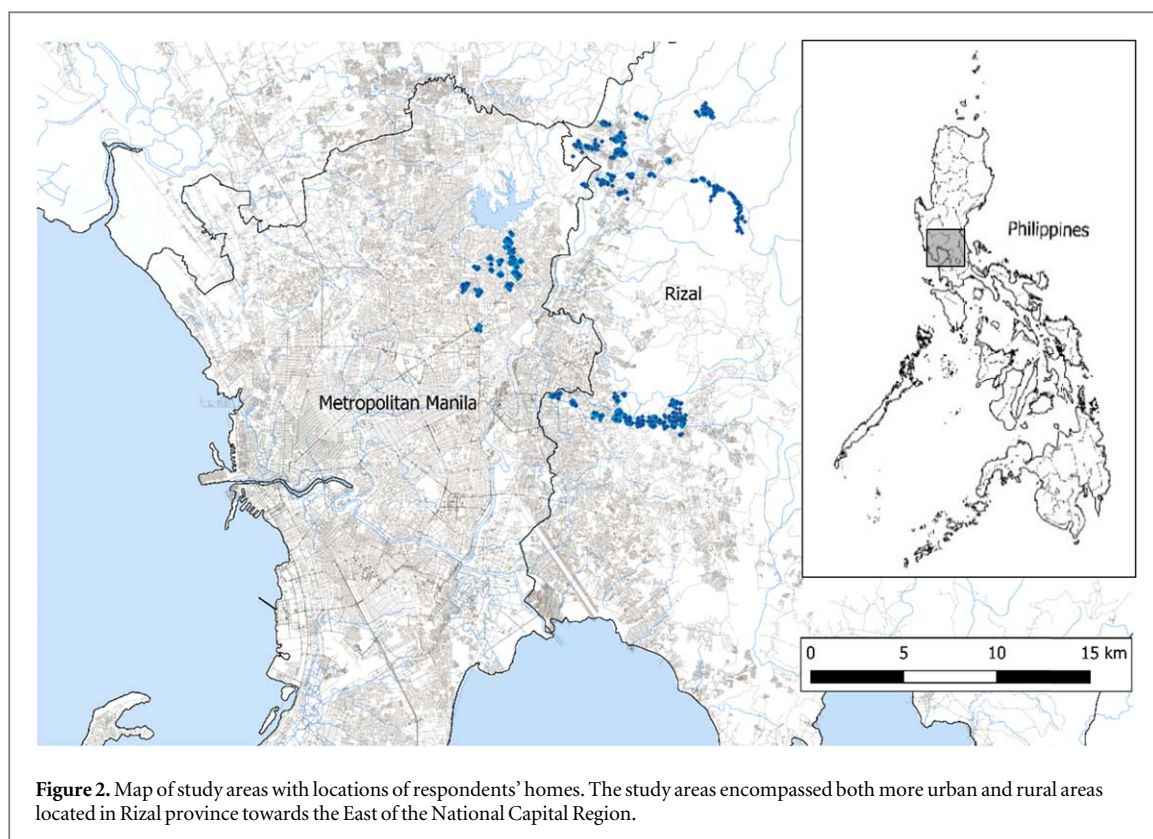 Philippines
Rizal
Metropolitan Manila
0 5 10 15 km
Figure 2. Map of study areas with locations of respondents’ homes. The study areas encompassed both more urban and rural areas
located in Rizal province towards the East of the National Capital Region.